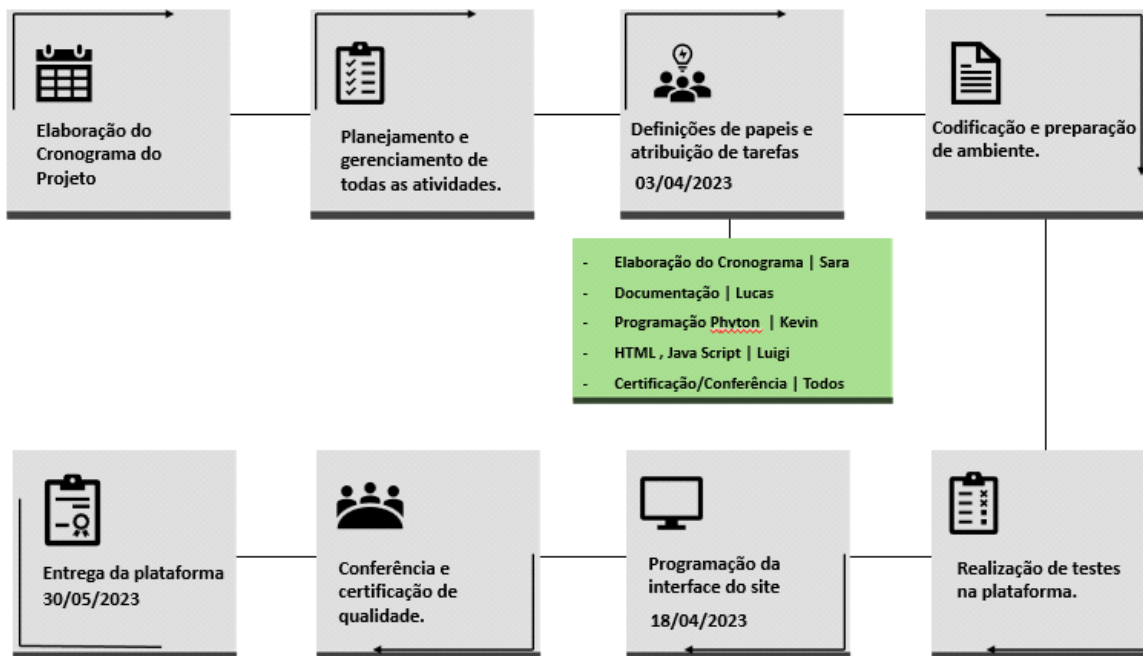 Elaboração do
Cronograma do
Projeto
Planejamento e
gerenciamento de
todas as atividades.
Definições de papeis e
atribuição de tarefas
03/04/2023
Codificação e preparação
de ambiente.
- Elaboração do Cronograma | Sara
- Documentação | Lucas
- Programação Phyton | Kevin
- HTML , Java Script | Luigi
- Certificação/Conferência | Todos
Realização de testes
na plataforma.
Programação da
interface do site
18/04/2023
Conferência e
certificação de
qualidade.
Entrega da plataforma
30/05/2023